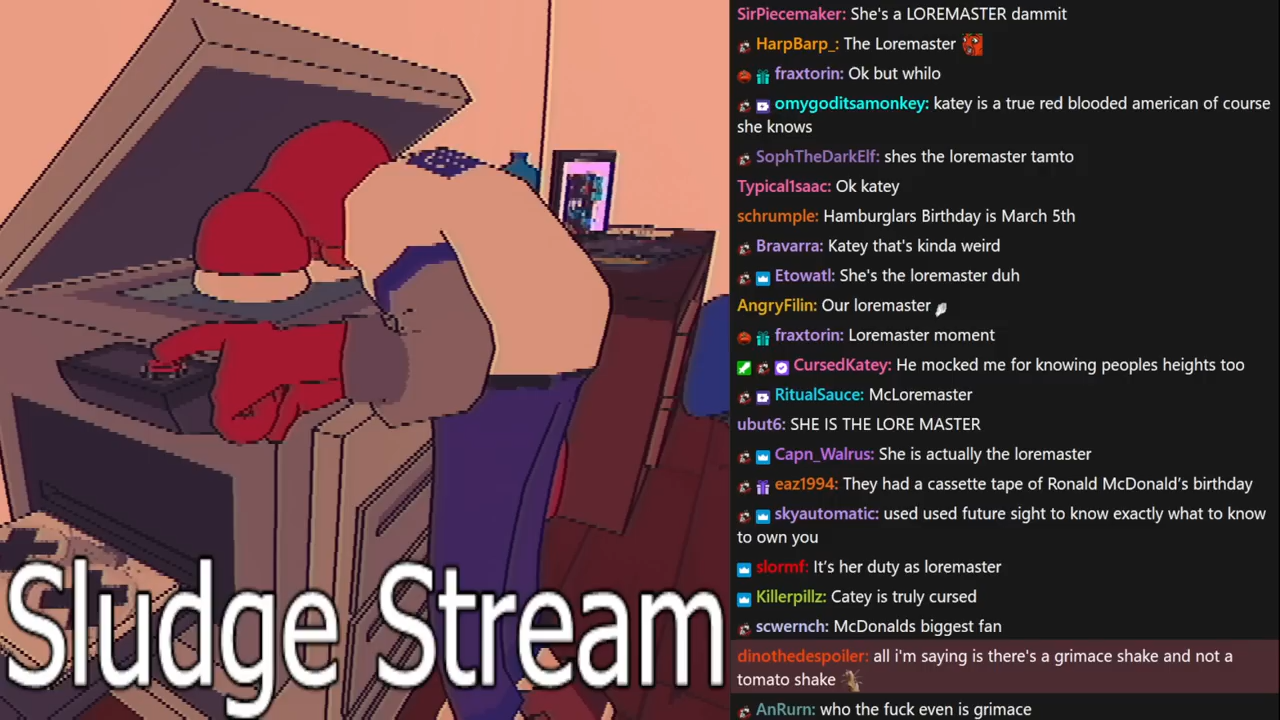 SirPiecemaker: She's a LOREMASTER dammit
HarpBarp_: The Loremaster
fraxtorin: Ok but whilo
omygoditsamonkey: katey is a true red blooded american of course
she knows
SophTheDarkElf: shes the loremaster tamto
Typical1saac: Ok katey
schrumple: Hamburglars Birthday is March 5th
Bravarra: Katey that's kinda weird
Etowatl: She's the loremaster duh
AngryFilin: Our loremaster
fraxtorin: Loremaster moment
CursedKatey: He mocked me for knowing peoples heights too
RitualSauce: McLoremaster
ubut6: SHE IS THE LORE MASTER
Capn_Walrus: She is actually the loremaster
eaz1994: They had a cassette tape of Ronald McDonald's birthday
skyautomatic: used used future sight to know exactly what to know
to own you
slormf: It's her duty as loremaster
Killerpillz: Catey is truly cursed
scwernch: McDonalds biggest fan
dinothedespoiler: all i'm saying is there's a grimace shake and not a
tomato shake
AnRurn: who the fuck even is grimace
Sludge Stream